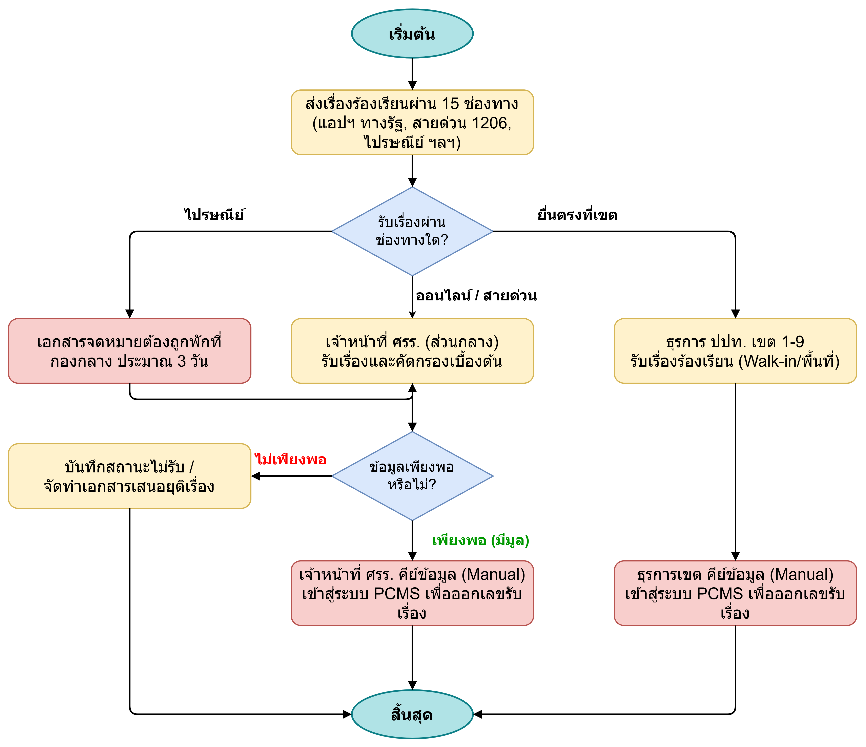 เริ่มต้น
ส่งเรื่องร้องเรียนผ่าน 15 ช่องทาง
(แอปฯ ทางรัฐ, สายด่วน 1206,
ไปรษณีย์ ฯลฯ)
ไปรษณีย์
รับเรื่องผ่าน
ช่องทางใด?
ยื่นตรงที่เขต
ออนไลน์ / สายด่วน
เอกสารจดหมายต้องถูกพักที่
กองกลาง ประมาณ 3 วัน
เจ้าหน้าที่ ศรร. (ส่วนกลาง)
รับเรื่องและคัดกรองเบื้องต้น
ธุรการ ปปท. เขต 1-9
รับเรื่องร้องเรียน (Walk-in/พื้นที่)
บันทึกสถานะไม่รับ /
จัดทำเอกสารเสนอยุติเรื่อง
ไม่เพียงพอ
ข้อมูลเพียงพอ
หรือไม่?
เพียงพอ (มีมูล)
เจ้าหน้าที่ ศรร. คีย์ข้อมูล (Manual)
เข้าสู่ระบบ PCMS เพื่อออกเลขรับ
เรื่อง
ธุรการเขต คีย์ข้อมูล (Manual)
เข้าสู่ระบบ PCMS เพื่อออกเลขรับ
เรื่อง
สิ้นสุด